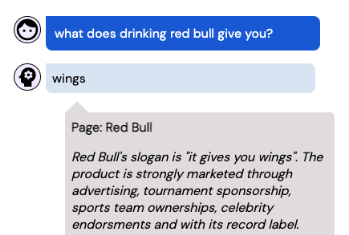 what does drinking red bull give you?
wings
Page: Red Bull
Red Bull's slogan is "it gives you wings". The
product is strongly marketed through
advertising, tournament sponsorship,
sports team ownerships, celebrity
endorsments and with its record label.